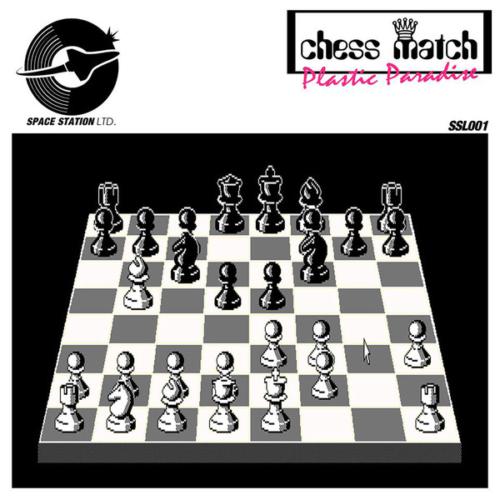 chess match
Plastic Paradise
SPACE STATION LTD.
SSL001